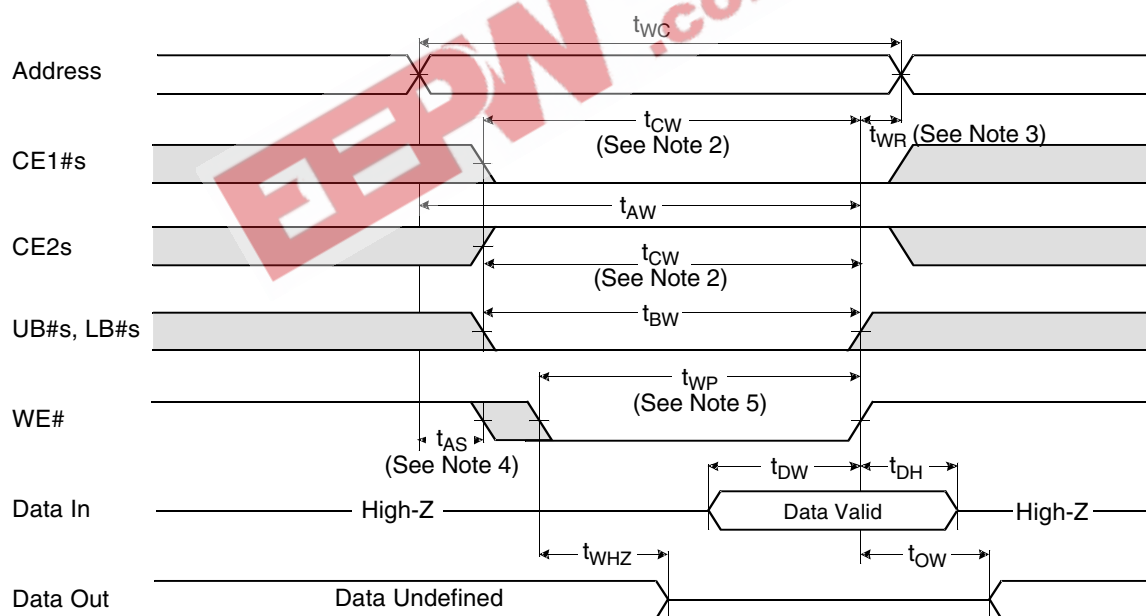 EEPW.co
tWC
Address
tCW
(See Note 2)
tWR (See Note 3)
CE1#s
tAW
CE2s
tCW
(See Note 2)
tBW
UB#s, LB#s
tWP
(See Note 5)
WE#
tAS
(See Note 4)
tDW
tDH
Data In
High-Z
Data Valid
High-Z
tWHZ
tOW
Data Out
Data Undefined